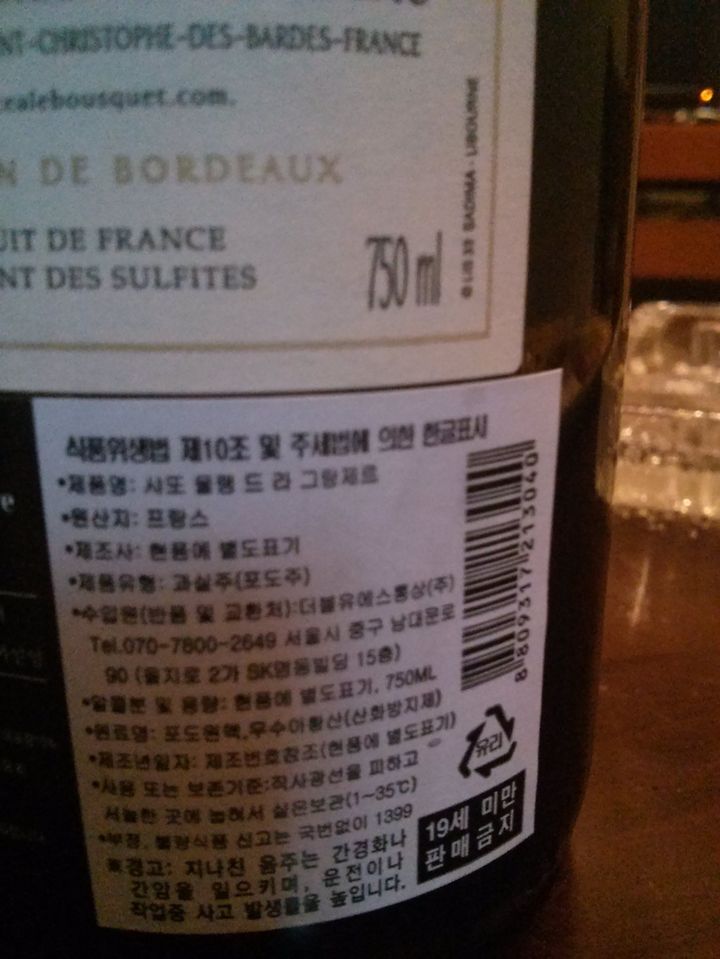 NT-CHRISTOPHE-DES-BARDES-FRANCE
cealebousquet.com.
N DE BORDEAUX
UIT DE FRANCE
NT DES SULFITES
750 ml
SADIMA - LIBOURNE
식품위생법 제10조 및 주세법에 의한 한글표시
•제품명: 샤또 물랭 드 라 그랑제르
•원산지: 프랑스
•제조사: 현품에 별도표기
•제품유형: 과실주(포도주)
•수입원(반품 및 교환처):더블유에스통상(주)
Tel.070-7800-2649 서울시 중구 남대문로
90 (을지로 2가 SK명동빌딩 15층)
•알콜분 및 용량: 현품에 별도표기, 750ML
•원료명: 포도원액,무수아황산(산화방지제)
•제조년월자: 제조번호참조(현품에 별도표기)
•사용 또는 보존기준:직사광선을 피하고
서늘한 곳에 눕혀서 실온보관(1~35℃)
•부정, 불량식품 신고는 국번없이 1399
※경고: 지나친 음주는 간경화나
간암을 일으키며, 운전이나
작업중 사고 발생률을 높입니다.
8 809317 213040
유리
19세 미만
판매금지